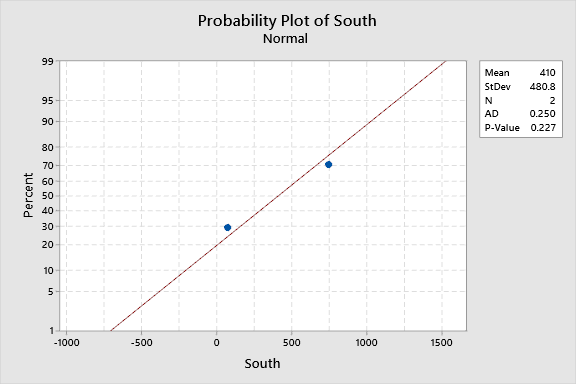 Probability Plot of South
Normal
99
95
90
80
70
60
50
40
30
20
10
5
1
Percent
-1000 -500 0 500 1000 1500
South
Mean 410
StDev 480.8
N 2
AD 0.250
P-Value 0.227